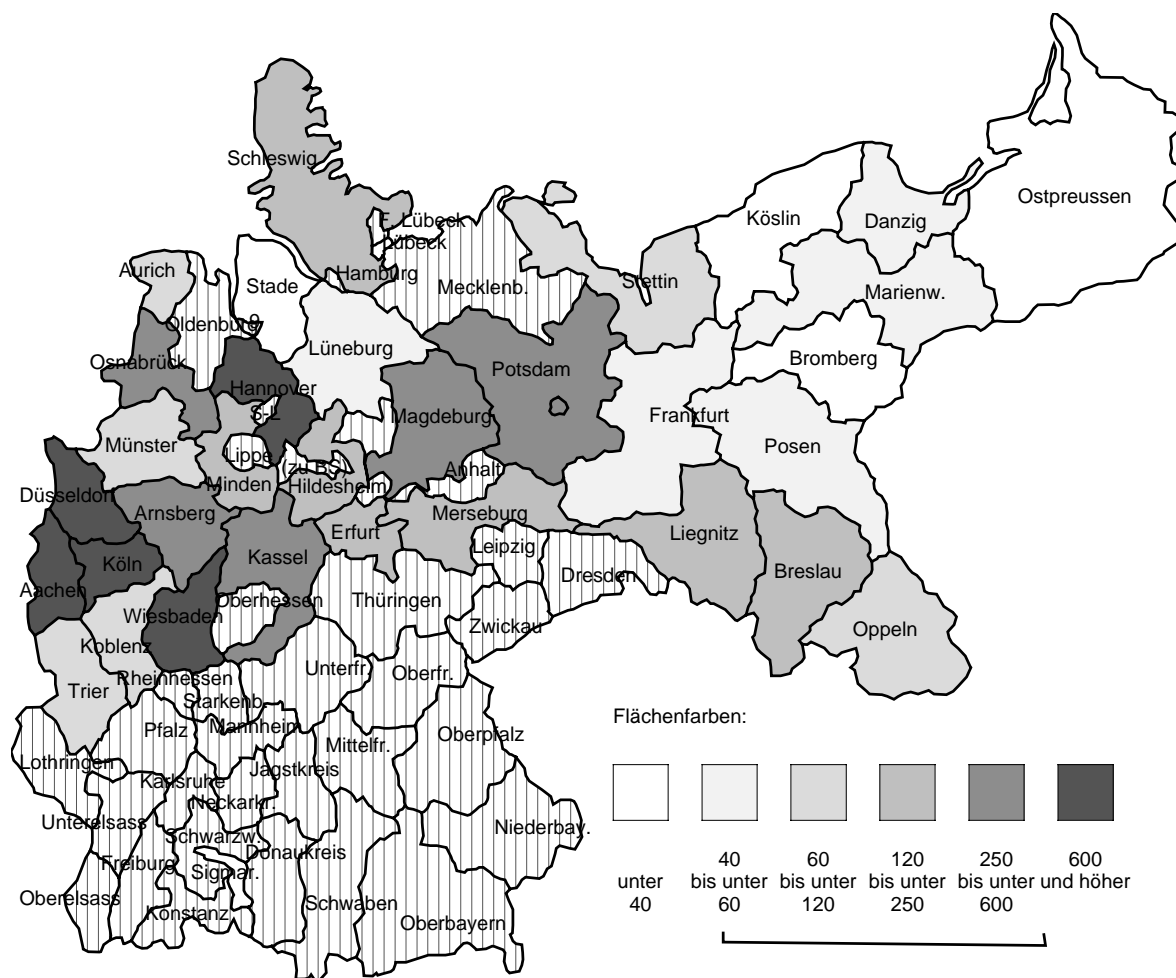 Schleswig
F. Lübeck
Lübeck
Hamburg
Mecklenb.
Stettin
Köslin
Danzig
Ostpreussen
Marienw.
Aurich
Stade
Oldenburg
Lüneburg
Bromberg
Osnabrück
Hannover
Potsdam
S-L
Magdeburg
Frankfurt
Posen
Münster
Lippe
(zu BS)
Anhalt
Düsseldorf
Minden
Hildesheim
Arnsberg
Erfurt
Merseburg
Liegnitz
Köln
Kassel
Leipzig
Dresden
Breslau
Aachen
Wiesbaden
Oberhessen
Thüringen
Zwickau
Oppeln
Koblenz
Rheinhessen
Unterfr.
Oberfr.
Trier
Starkenb.
Pfalz
Mannheim
Mittelfr.
Oberpfalz
Lothringen
Karlsruhe
Jagstkreis
Neckarkr.
Unterelsass
Schwarzw.
Niederbay.
Freiburg
Sigmar.
Donaukreis
Oberelsass
Konstanz
Schwaben
Oberbayern
Flächenfarben:
unter
40
40
bis unter
60
60
bis unter
120
120
bis unter
250
250
bis unter
600
600
und höher